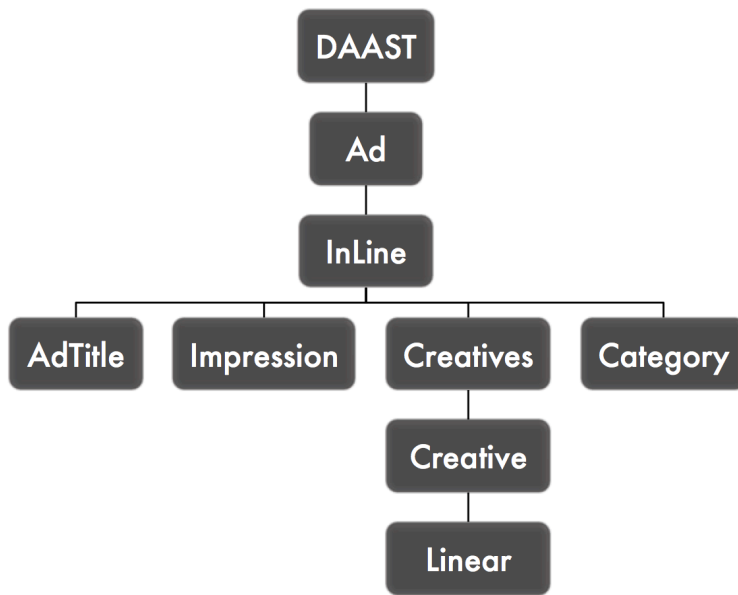 DAAST
Ad
InLine
AdTitle
Impression
Creatives
Category
Creative
Linear